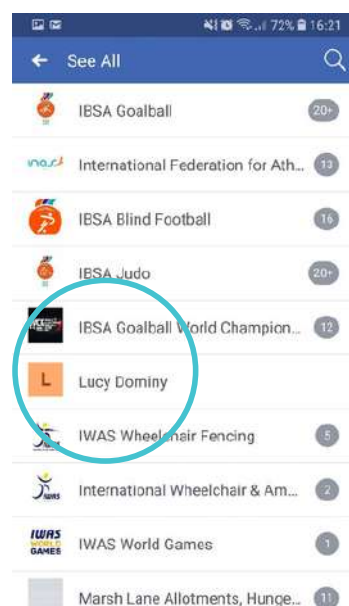 72% 16:21
See All
IBSA Goalball 20+
inas
International Federation for Ath... 13
IBSA Blind Football 16
IBSA Judo 20+
IBSA Goalball World Champion... 12
L Lucy Dominy
IWAS Wheelchair Fencing 5
IWAS
International Wheelchair & Am... 2
IWAS
WORLD
GAMES
IWAS World Games 1
Marsh Lane Allotments, Hunge... 11